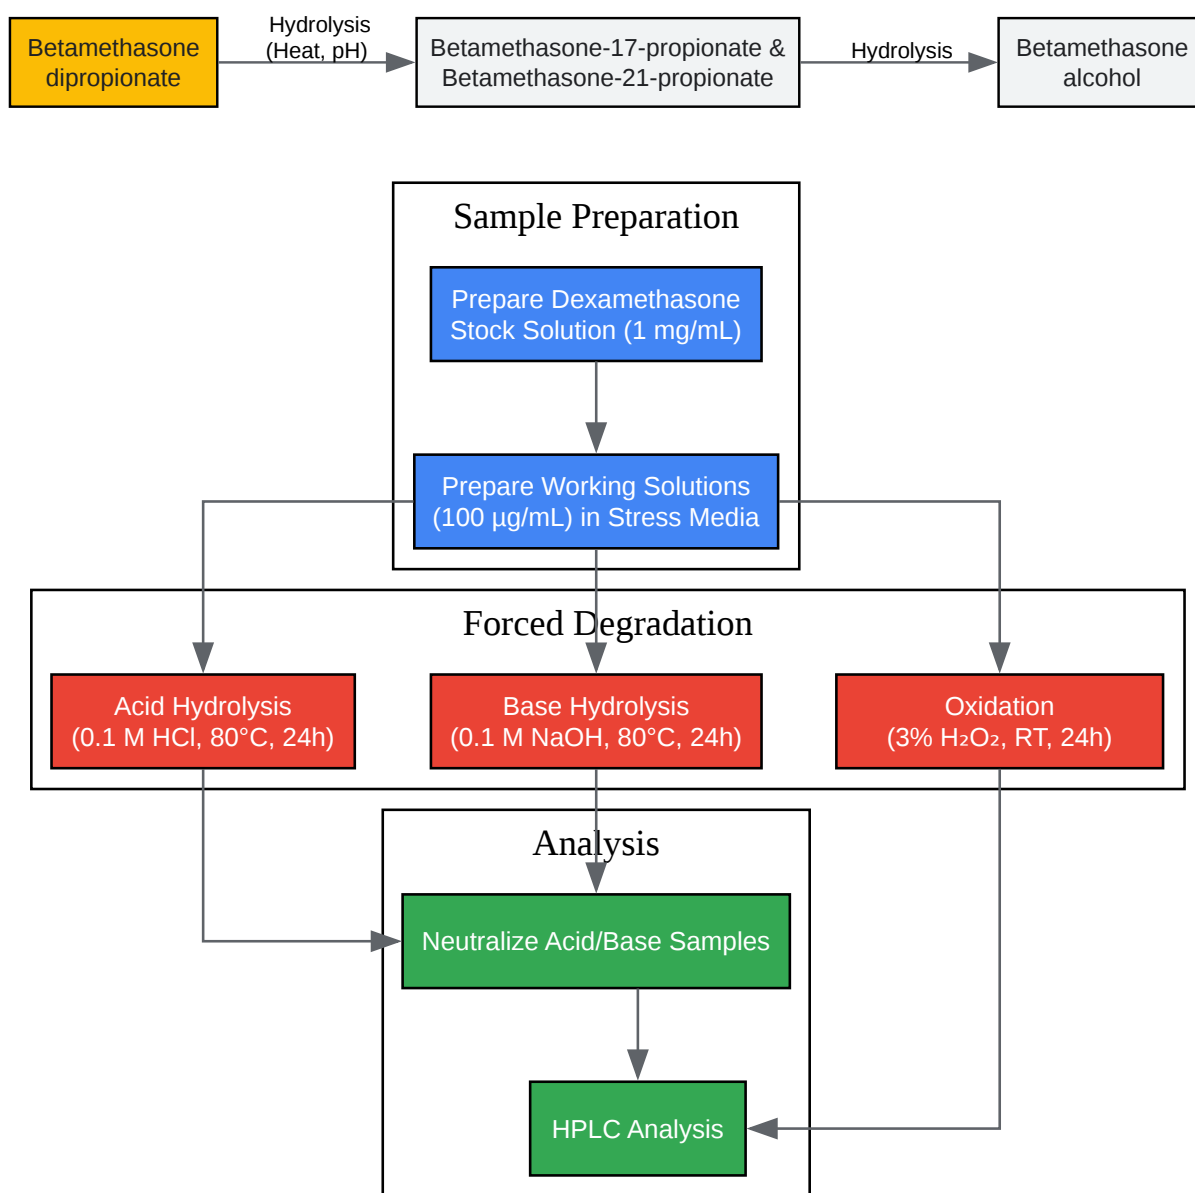 Betamethasone
dipropionate
Hydrolysis
(Heat, pH)
Betamethasone-17-propionate &
Betamethasone-21-propionate
Hydrolysis
Betamethasone
alcohol
Sample Preparation
Prepare Dexamethasone
Stock Solution (1 mg/mL)
Prepare Working Solutions
(100 µg/mL) in Stress Media
Forced Degradation
Acid Hydrolysis
(0.1 M HCl, 80°C, 24h)
Base Hydrolysis
(0.1 M NaOH, 80°C, 24h)
Oxidation
(3% H₂O₂, RT, 24h)
Analysis
Neutralize Acid/Base Samples
HPLC Analysis